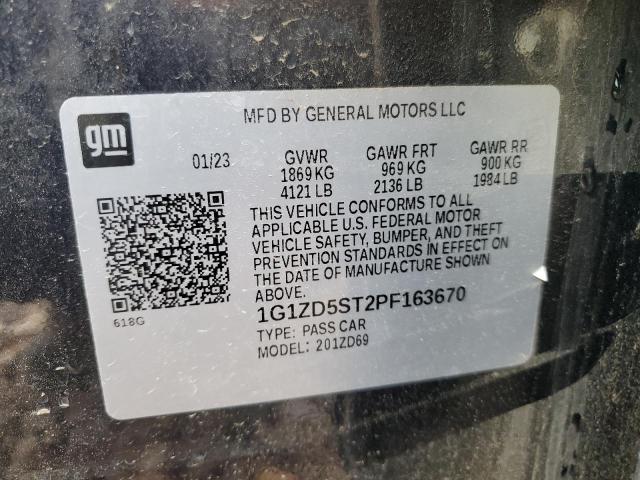 MFD BY GENERAL MOTORS LLC
gm
01/23 GVWR GAWR FRT GAWR RR
1869 KG 969 KG 900 KG
4121 LB 2136 LB 1984 LB
THIS VEHICLE CONFORMS TO ALL
APPLICABLE U.S. FEDERAL MOTOR
VEHICLE SAFETY, BUMPER, AND THEFT
PREVENTION STANDARDS IN EFFECT ON
THE DATE OF MANUFACTURE SHOWN
ABOVE.
1G1ZD5ST2PF163670
618G
TYPE: PASS CAR
MODEL: 201ZD69